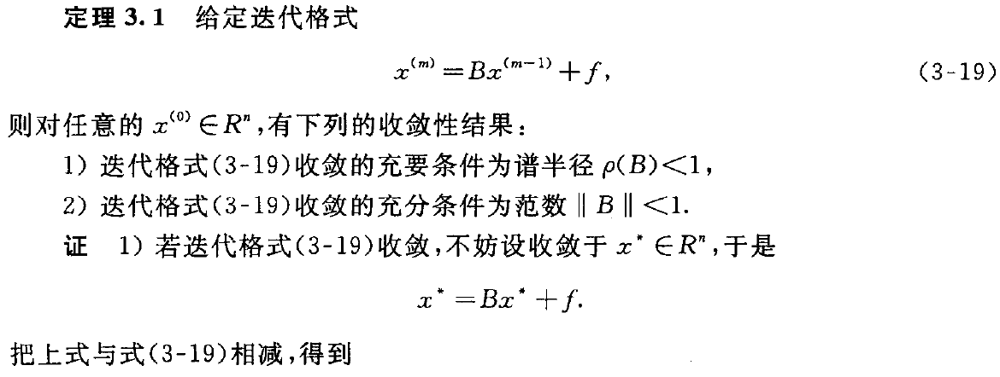 定理 3.1 给定迭代格式
x^(m) = Bx^(m-1) + f, (3-19)
则对任意的 x^(0) ∈ R^n,有下列的收敛性结果:
1) 迭代格式(3-19)收敛的充要条件为谱半径 ρ(B)<1,
2) 迭代格式(3-19)收敛的充分条件为范数 ‖B‖<1.
证 1) 若迭代格式(3-19)收敛,不妨设收敛于 x* ∈ R^n,于是
x* = Bx* + f.
把上式与式(3-19)相减,得到